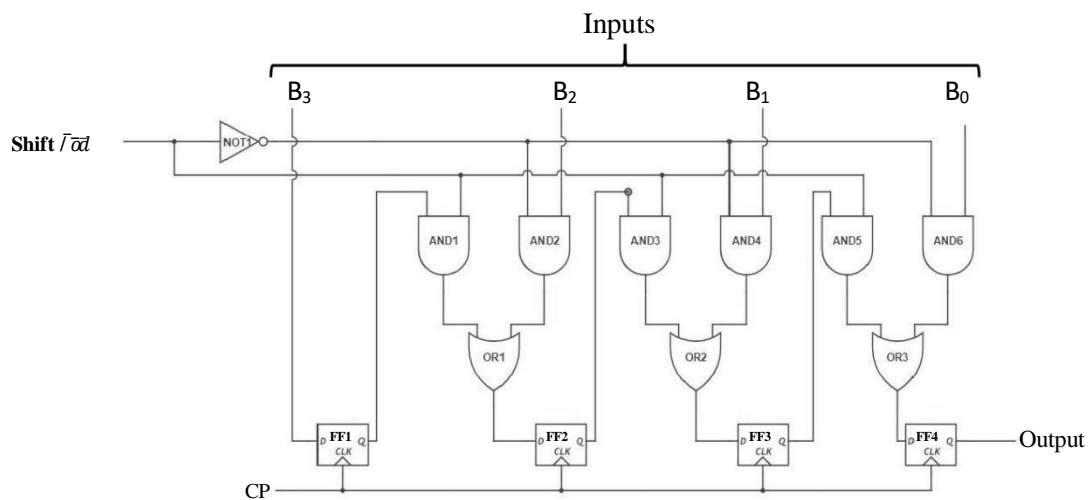 Inputs
B₃ B₂ B₁ B₀
Shift /
NOT1
AND1 AND2 AND3 AND4 AND5 AND6
OR1 OR2 OR3
D FF1 Q D FF2 Q D FF3 Q D FF4 Q Output
CLK CLK CLK CLK
CP